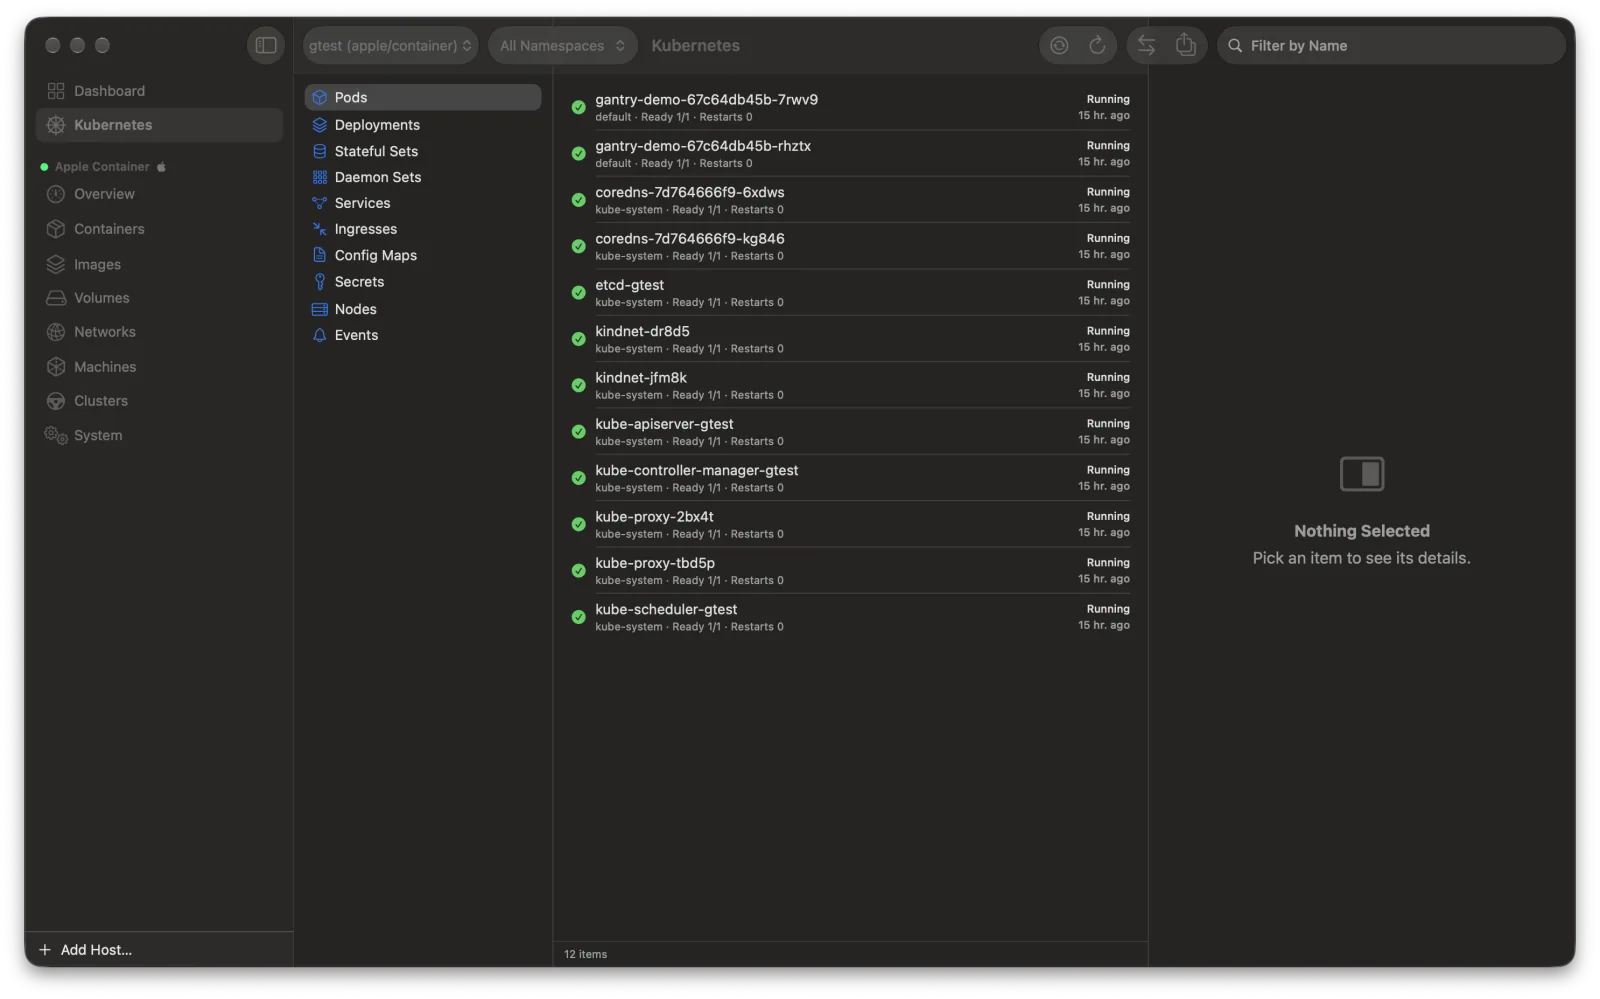 gtest (apple/container)
All Namespaces
Kubernetes
Filter by Name
Dashboard
Kubernetes
Apple Container
Overview
Containers
Images
Volumes
Networks
Machines
Clusters
System
Add Host...
Pods
Deployments
Stateful Sets
Daemon Sets
Services
Ingresses
Config Maps
Secrets
Nodes
Events
gantry-demo-67c64db45b-7rwv9
Running
default · Ready 1/1 · Restarts 0
15 hr. ago
gantry-demo-67c64db45b-rhztx
Running
default · Ready 1/1 · Restarts 0
15 hr. ago
coredns-7d764666f9-6xdws
Running
kube-system · Ready 1/1 · Restarts 0
15 hr. ago
coredns-7d764666f9-kg846
Running
kube-system · Ready 1/1 · Restarts 0
15 hr. ago
etcd-gtest
Running
kube-system · Ready 1/1 · Restarts 0
15 hr. ago
kindnet-dr8d5
Running
kube-system · Ready 1/1 · Restarts 0
15 hr. ago
kindnet-jfm8k
Running
kube-system · Ready 1/1 · Restarts 0
15 hr. ago
kube-apiserver-gtest
Running
kube-system · Ready 1/1 · Restarts 0
15 hr. ago
kube-controller-manager-gtest
Running
kube-system · Ready 1/1 · Restarts 0
15 hr. ago
kube-proxy-2bx4t
Running
kube-system · Ready 1/1 · Restarts 0
15 hr. ago
kube-proxy-tbd5p
Running
kube-system · Ready 1/1 · Restarts 0
15 hr. ago
kube-scheduler-gtest
Running
kube-system · Ready 1/1 · Restarts 0
15 hr. ago
12 items
Nothing Selected
Pick an item to see its details.